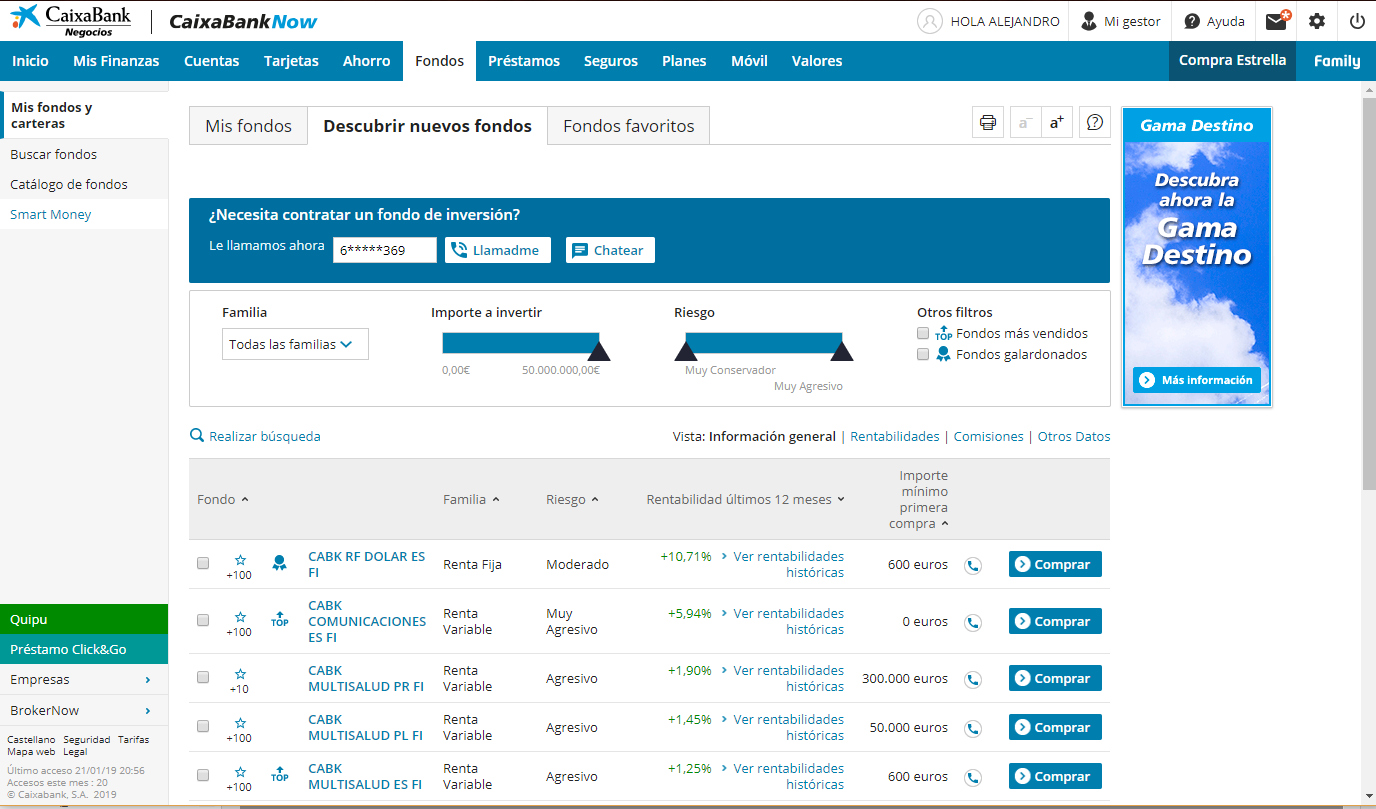 CaixaBank
Negocios
CaixaBankNow
HOLA ALEJANDRO
Mi gestor
Ayuda
Inicio
Mis Finanzas
Cuentas
Tarjetas
Ahorro
Fondos
Préstamos
Seguros
Planes
Móvil
Valores
Compra Estrella
Family
Mis fondos y
carteras
Buscar fondos
Catálogo de fondos
Smart Money
Quipu
Préstamo Click&Go
Empresas
BrokerNow
Castellano Seguridad Tarifas
Mapa web Legal
Último acceso 21/01/19 20:56
Accesos este mes : 20
© Caixabank, S.A. 2019
Mis fondos
Descubrir nuevos fondos
Fondos favoritos
a⁻
a⁺
¿Necesita contratar un fondo de inversión?
Le llamamos ahora
6*****369
Llamadme
Chatear
Familia
Todas las familias
Importe a invertir
0,00€
50.000.000,00€
Riesgo
Muy Conservador
Muy Agresivo
Otros filtros
TOP Fondos más vendidos
Fondos galardonados
Realizar búsqueda
Vista: Información general | Rentabilidades | Comisiones | Otros Datos
Fondo
Familia
Riesgo
Rentabilidad últimos 12 meses
Importe
mínimo
primera
compra
+100
CABK RF DOLAR ES
FI
Renta Fija
Moderado
+10,71%
Ver rentabilidades
históricas
600 euros
Comprar
+100
TOP
CABK
COMUNICACIONES
ES FI
Renta
Variable
Muy
Agresivo
+5,94%
Ver rentabilidades
históricas
0 euros
Comprar
+10
CABK
MULTISALUD PR FI
Renta
Variable
Agresivo
+1,90%
Ver rentabilidades
históricas
300.000 euros
Comprar
+100
CABK
MULTISALUD PL FI
Renta
Variable
Agresivo
+1,45%
Ver rentabilidades
históricas
50.000 euros
Comprar
+100
TOP
CABK
MULTISALUD ES FI
Renta
Variable
Agresivo
+1,25%
Ver rentabilidades
históricas
600 euros
Comprar
Gama Destino
Descubra
ahora la
Gama
Destino
Más información